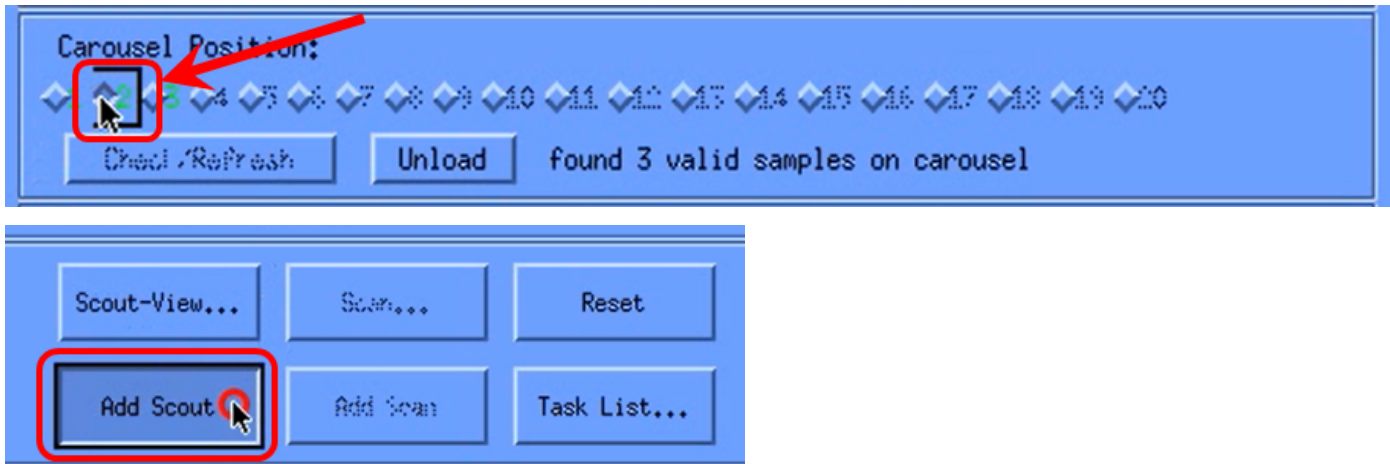 Carousel Position:
1 2 3 4 5 6 7 8 9 10 11 12 13 14 15 16 17 18 19 20
Check/Refresh Unload found 3 valid samples on carousel
Scout-View... Scan... Reset
Add Scout Add Scan Task List...